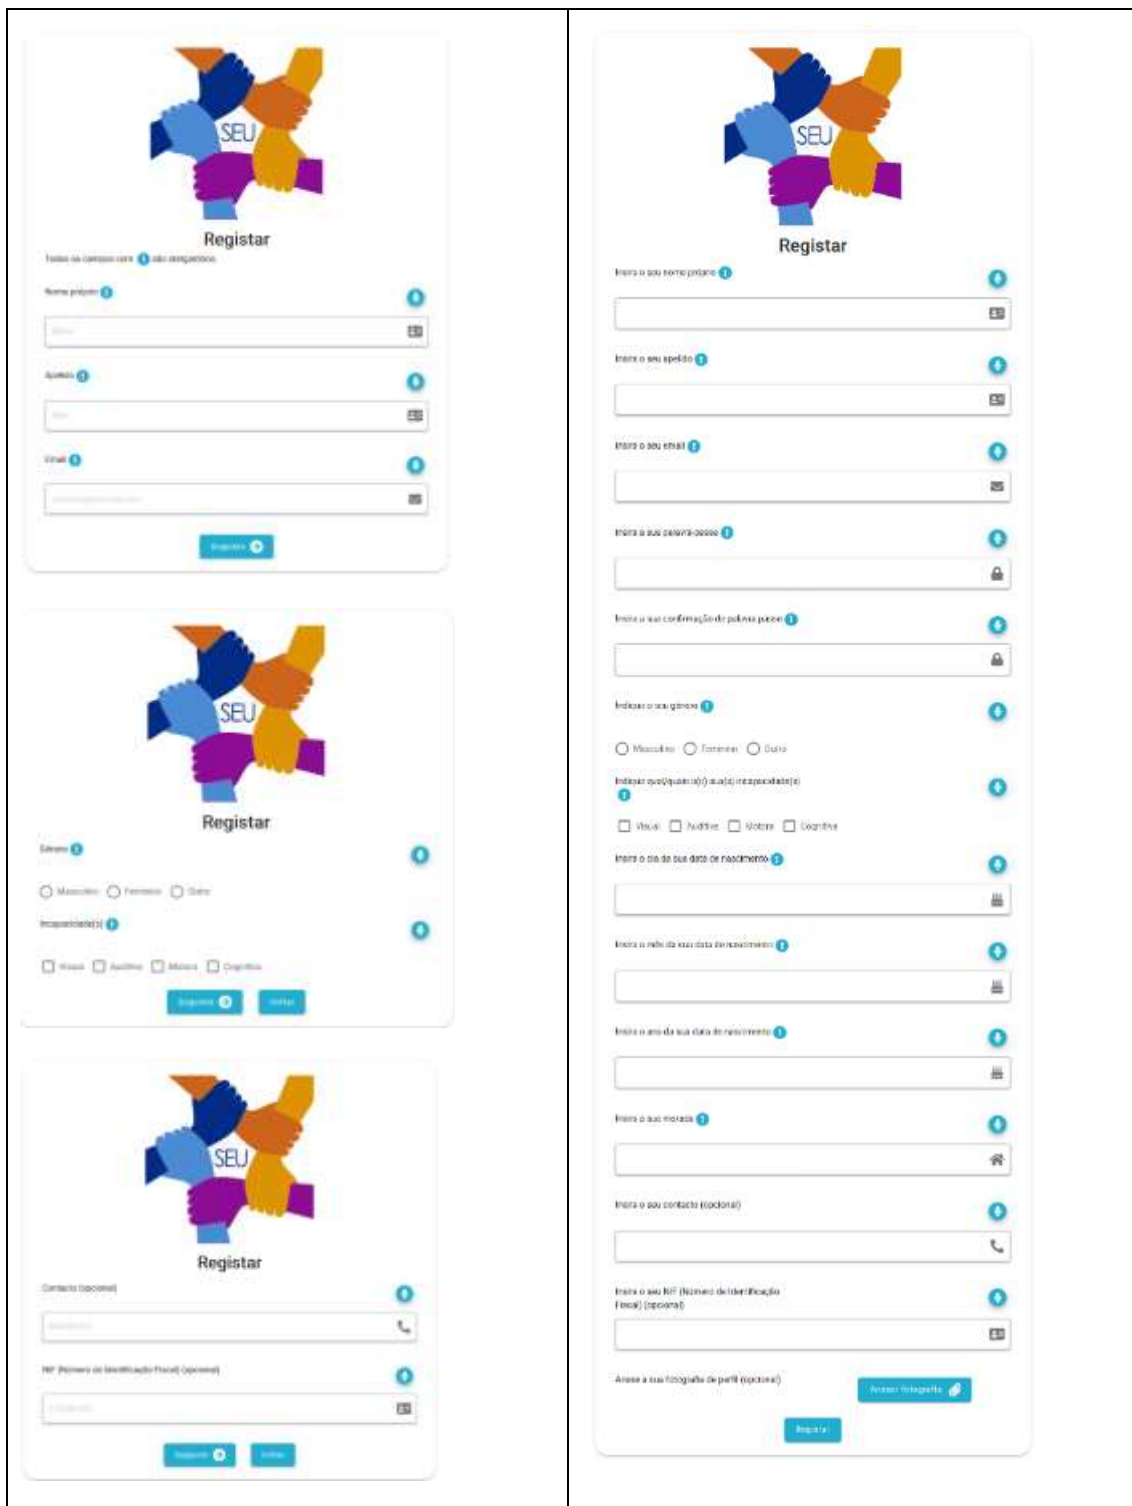 SEU
Registar
Todos os campos com são obrigatórios
Nome próprio
Apelido
Email
Seguinte
SEU
Registar
Género
Masculino Feminino Outro
Incapacidade(s)
Visual Auditiva Motora Cognitiva
Seguinte Voltar
SEU
Registar
Contacto (opcional)
NIF (Número de Identificação Fiscal) (opcional)
Seguinte Voltar
SEU
Registar
Insira o seu nome próprio
Insira o seu apelido
Insira o seu email
Insira a sua palavra-passe
Insira a sua confirmação de palavra passe
Indique o seu género
Masculino Feminino Outro
Indique qual/quais a(s) sua(s) incapacidade(s)
Visual Auditiva Motora Cognitiva
Insira o dia da sua data de nascimento
Insira o mês da sua data de nascimento
Insira o ano da sua data de nascimento
Insira a sua morada
Insira o seu contacto (opcional)
Insira o seu NIF (Número de Identificação
Fiscal) (opcional)
Anexe a sua fotografia de perfil (opcional)
Anexar fotografia
Registar